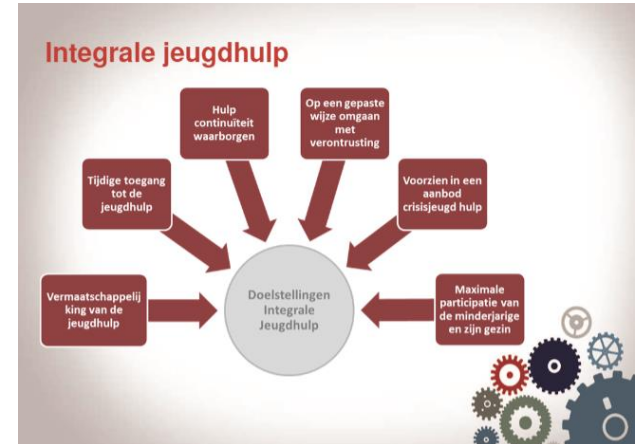 Integrale jeugdhulp
Hulp
continuïteit
waarborgen
Op een gepaste
wijze omgaan
met
verontrusting
Tijdige toegang
tot de
jeugdhulp
Voorzien in een
aanbod
crisisjeugd hulp
Vermaatschappelij
king van de
jeugdhulp
Doelstellingen
Integrale
Jeugdhulp
Maximale
participatie van
de minderjarige
en zijn gezin